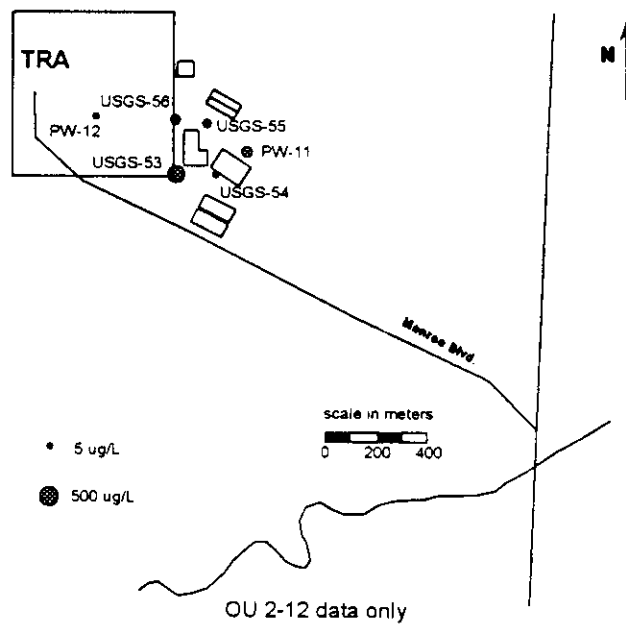 TRA
N
USGS-56
USGS-55
PW-12
PW-11
USGS-53
USGS-54
Monroe Blvd.
scale in meters
0 200 400
5 ug/L
500 ug/L
OU 2-12 data only